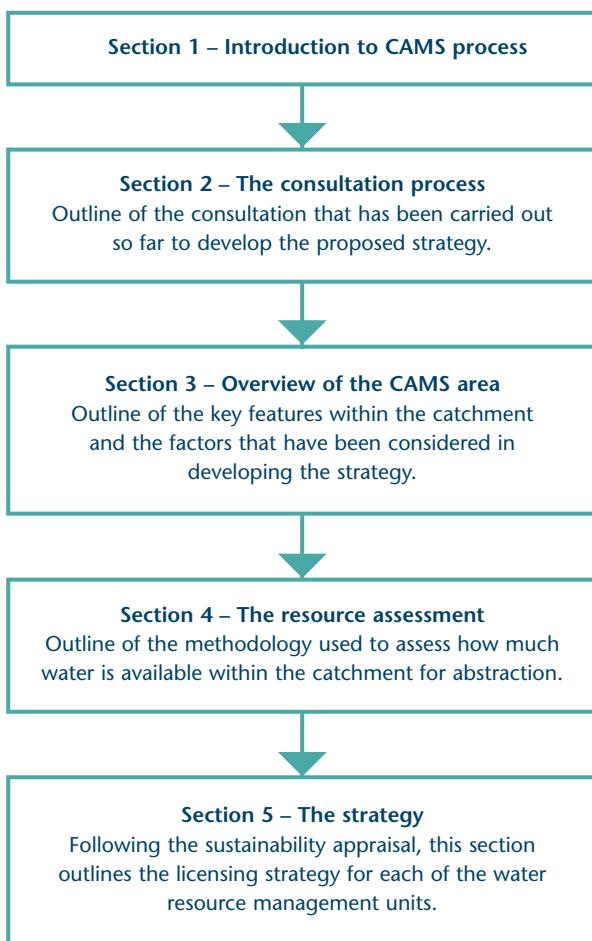 Section 1 – Introduction to CAMS process
Section 2 – The consultation process
Outline of the consultation that has been carried out
so far to develop the proposed strategy.
Section 3 – Overview of the CAMS area
Outline of the key features within the catchment
and the factors that have been considered in
developing the strategy.
Section 4 – The resource assessment
Outline of the methodology used to assess how much
water is available within the catchment for abstraction.
Section 5 – The strategy
Following the sustainability appraisal, this section
outlines the licensing strategy for each of the water
resource management units.